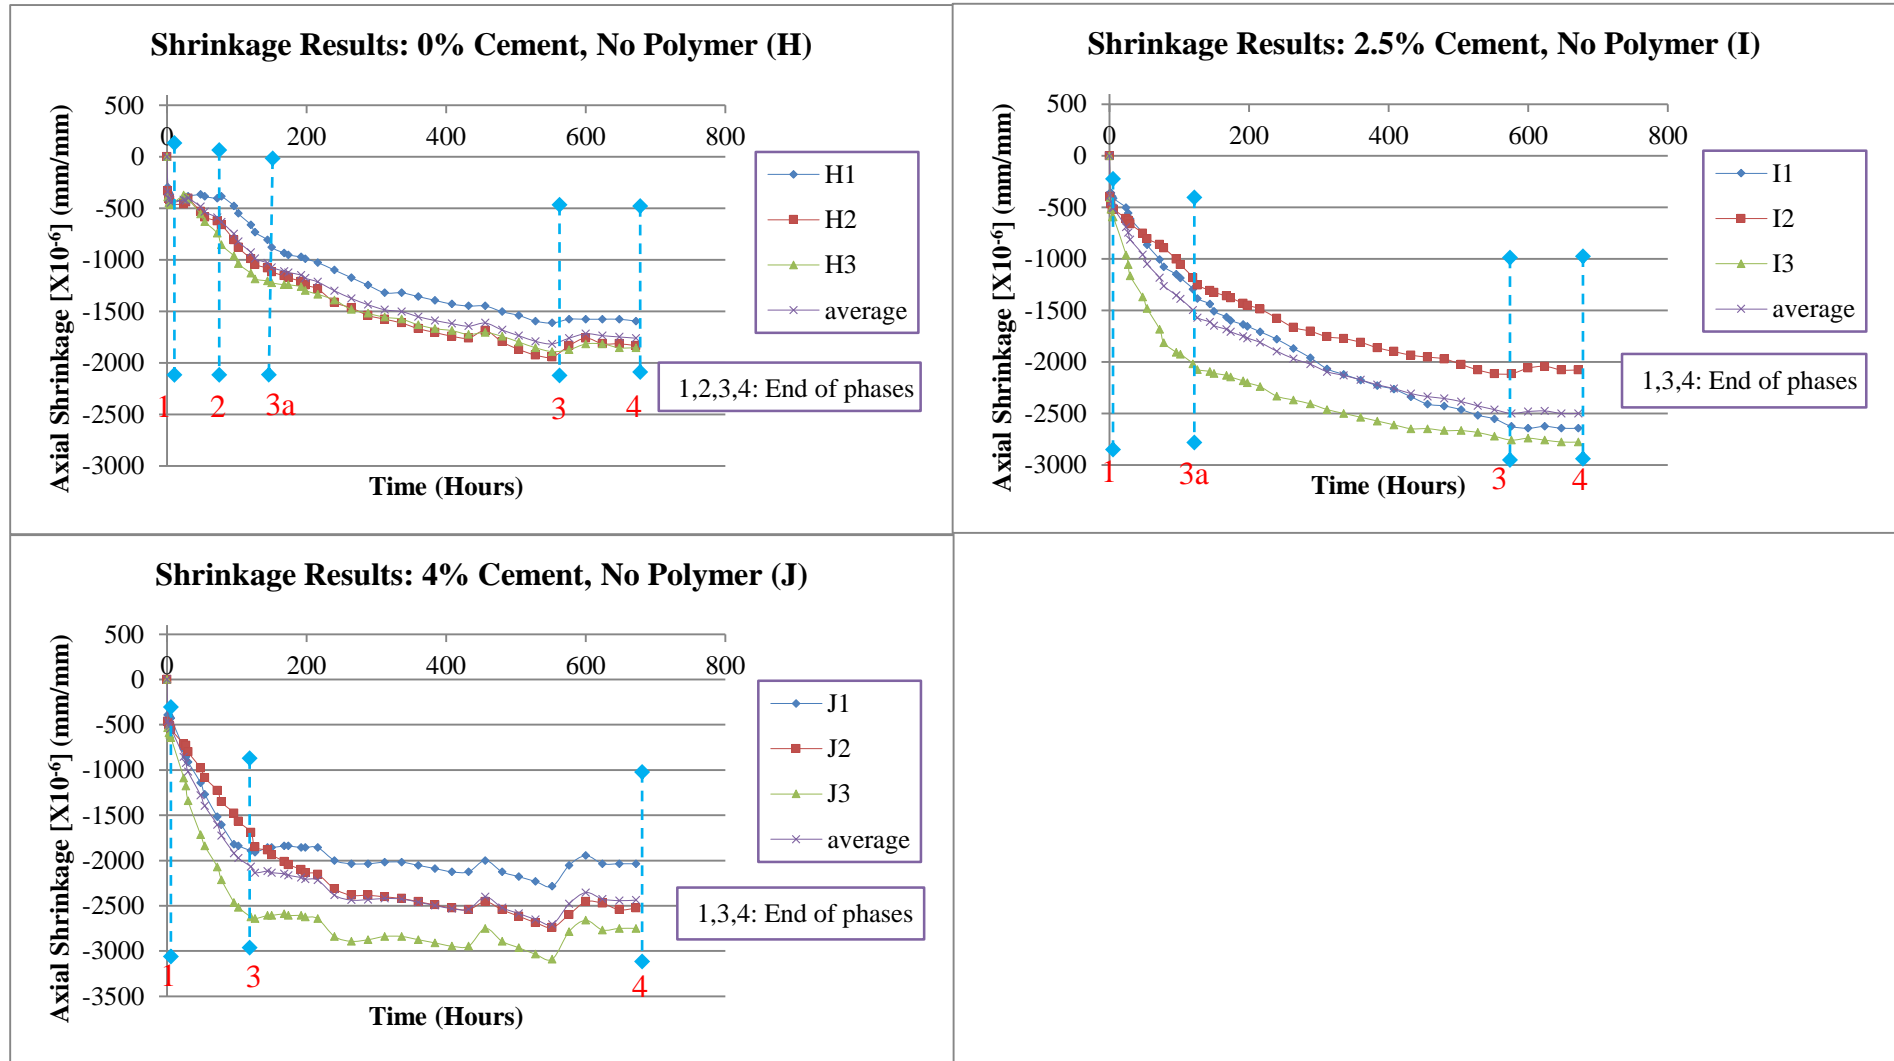 Shrinkage Results: 0% Cement, No Polymer (H)
Axial Shrinkage [X10⁻⁶] (mm/mm)
500
0
-500
-1000
-1500
-2000
-2500
-3000
0 200 400 600 800
H1
H2
H3
average
1,2,3,4: End of phases
1 2 3a 3 4
Time (Hours)
Shrinkage Results: 2.5% Cement, No Polymer (I)
Axial Shrinkage [X10⁻⁶] (mm/mm)
500
0
-500
-1000
-1500
-2000
-2500
-3000
0 200 400 600 800
I1
I2
I3
average
1,3,4: End of phases
1 3a 3 4
Time (Hours)
Shrinkage Results: 4% Cement, No Polymer (J)
Axial Shrinkage [X10⁻⁶] (mm/mm)
500
0
-500
-1000
-1500
-2000
-2500
-3000
-3500
0 200 400 600 800
J1
J2
J3
average
1,3,4: End of phases
1 3 4
Time (Hours)